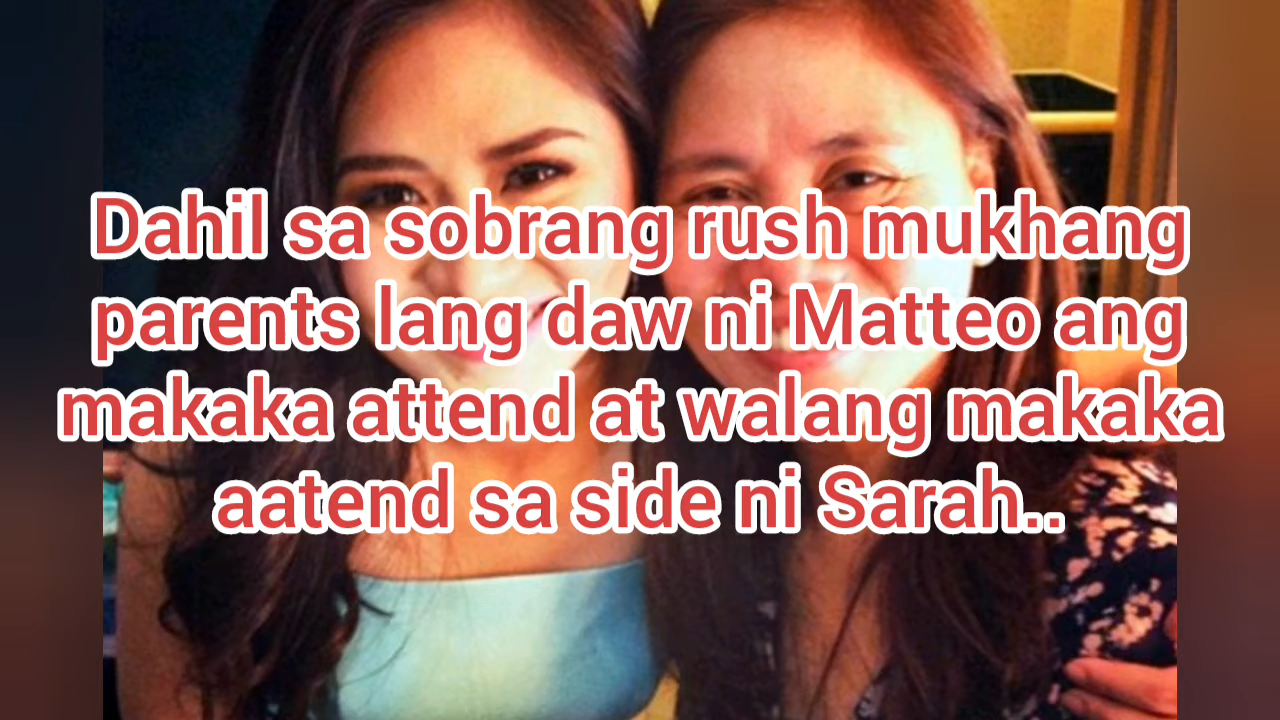 Dahil sa sobrang rush mukhang
parents lang daw ni Matteo ang
makaka attend at walang makaka
aatend sa side ni Sarah..